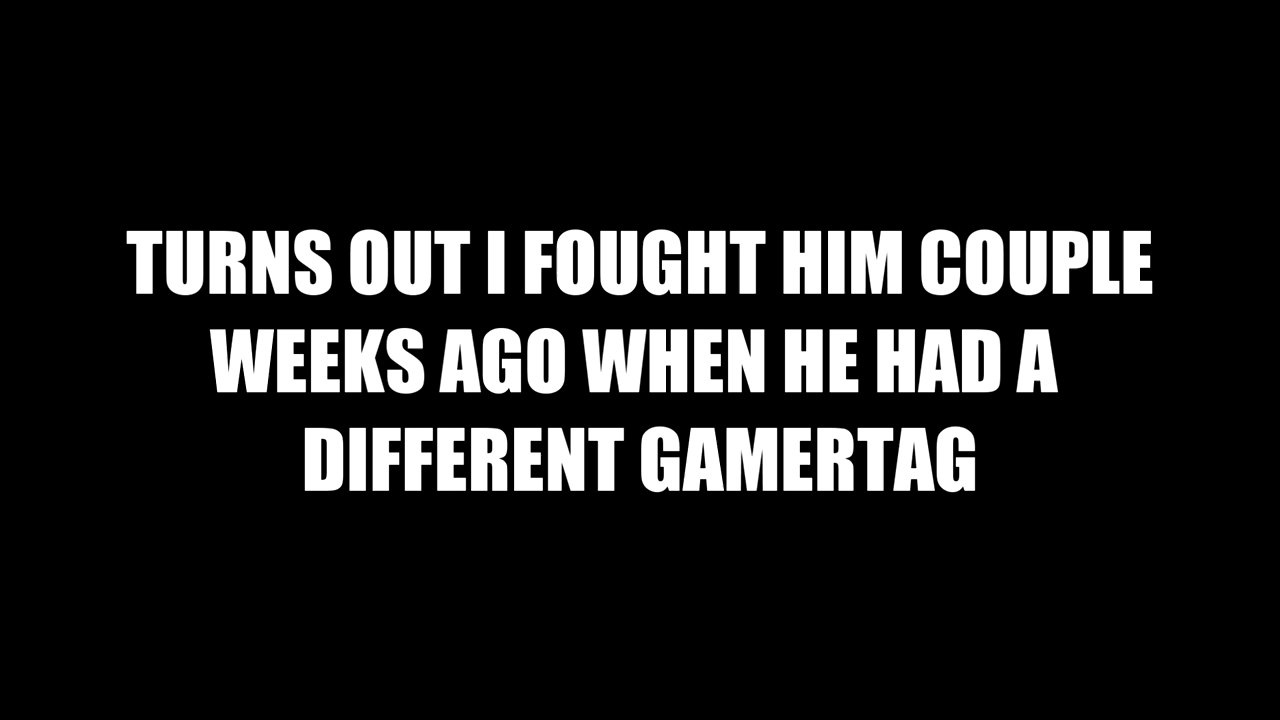 TURNS OUT I FOUGHT HIM COUPLE
WEEKS AGO WHEN HE HAD A
DIFFERENT GAMERTAG